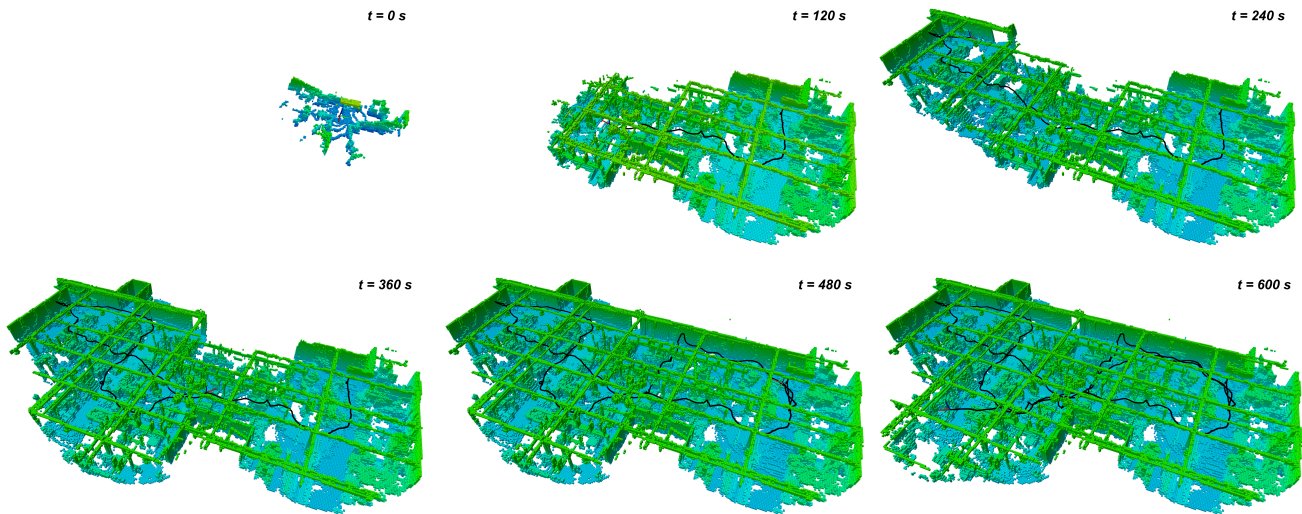 t = 0 s
t = 120 s
t = 240 s
t = 360 s
t = 480 s
t = 600 s